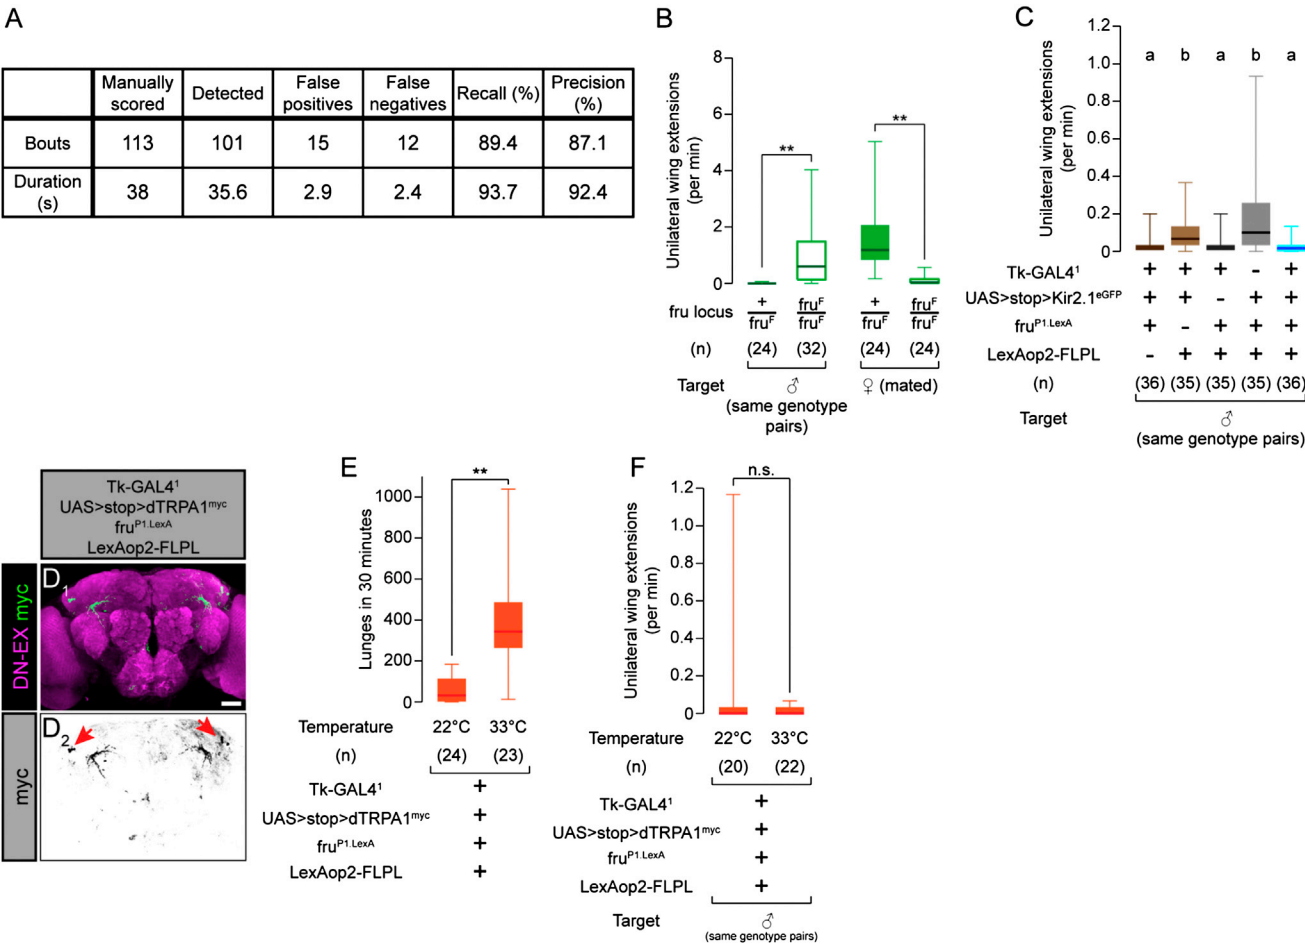 A
Manually scored Detected False positives False negatives Recall (%) Precision (%)
Bouts 113 101 15 12 89.4 87.1
Duration (s) 38 35.6 2.9 2.4 93.7 92.4
B
Unilateral wing extensions
(per min)
8
6
4
2
0
**
**
fru locus + fruF + fruF
fruF fruF fruF fruF
(n) (24) (32) (24) (24)
Target ♂ ♀ (mated)
(same genotype
pairs)
C
Unilateral wing extensions
(per min)
1.2
1.0
0.8
0.6
0.4
0.2
0
a b a b a
Tk-GAL41 + + + - +
UAS>stop>Kir2.1eGFP + + - + +
fruP1.LexA + - + + +
LexAop2-FLPL - + + + +
(n) (36) (35) (35) (35) (36)
Target ♂
(same genotype pairs)
Tk-GAL41
UAS>stop>dTRPA1myc
fruP1.LexA
LexAop2-FLPL
DN-EX myc
D1
myc
D2
E
Lunges in 30 minutes
1000
800
600
400
200
0
**
Temperature 22°C 33°C
(n) (24) (23)
Tk-GAL41 +
UAS>stop>dTRPA1myc +
fruP1.LexA +
LexAop2-FLPL +
F
Unilateral wing extensions
(per min)
1.2
1.0
0.8
0.6
0.4
0.2
0
n.s.
Temperature 22°C 33°C
(n) (20) (22)
Tk-GAL41 +
UAS>stop>dTRPA1myc +
fruP1.LexA +
LexAop2-FLPL +
Target ♂
(same genotype pairs)